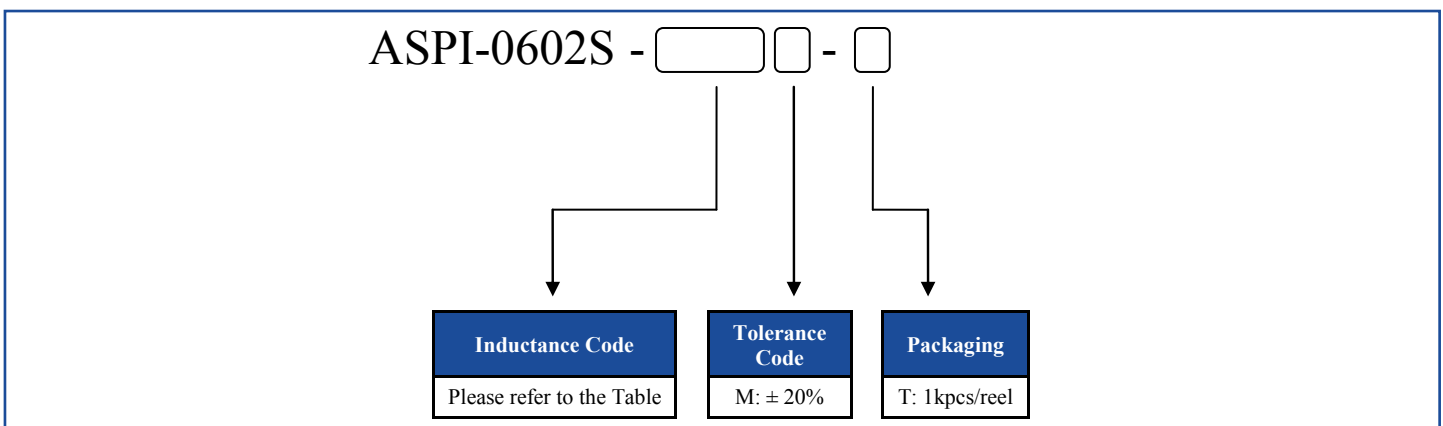 ASPI-0602S - -
Inductance Code
Please refer to the Table
Tolerance
Code
M: ± 20%
Packaging
T: 1kpcs/reel